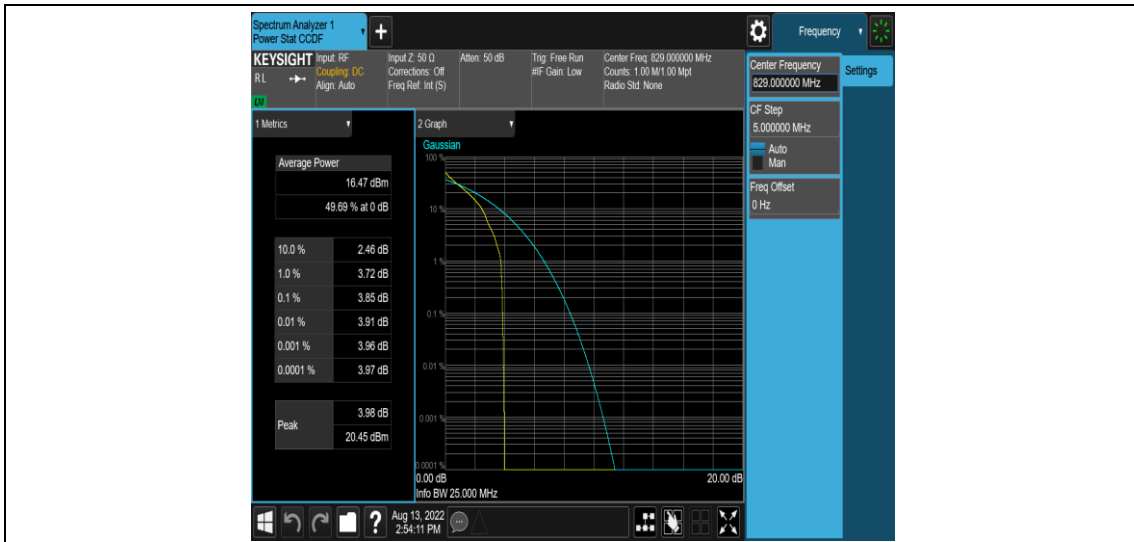 Spectrum Analyzer 1
Power Stat CCDF
+
Frequency
KEYSIGHT
RL
LM
Input: RF
Coupling: DC
Align: Auto
Input Z: 50 Ω
Corrections: Off
Freq Ref: Int (S)
Atten: 50 dB
Trig: Free Run
#IF Gain: Low
Center Freq: 829.000000 MHz
Counts: 1.00 M/1.00 Mpt
Radio Std: None
Center Frequency
829.000000 MHz
Settings
CF Step
5.000000 MHz
Auto
Man
Freq Offset
0 Hz
1 Metrics
Average Power
16.47 dBm
49.69 % at 0 dB
10.0 % 2.46 dB
1.0 % 3.72 dB
0.1 % 3.85 dB
0.01 % 3.91 dB
0.001 % 3.96 dB
0.0001 % 3.97 dB
Peak
3.98 dB
20.45 dBm
2 Graph
Gaussian
100 %
10 %
1 %
0.1 %
0.01 %
0.001 %
0.0001 %
0.00 dB 20.00 dB
Info BW 25.000 MHz
?
Aug 13, 2022
2:54:11 PM